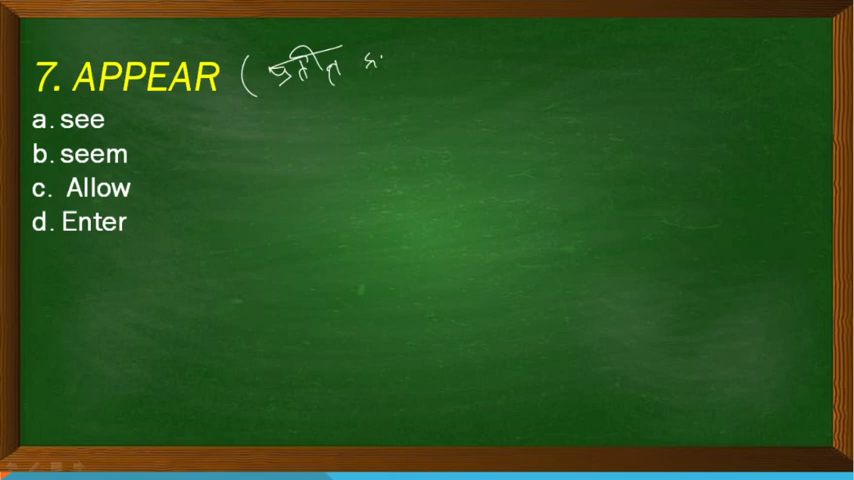 7. APPEAR ( प्रतीत
a. see
b. seem
c. Allow
d. Enter